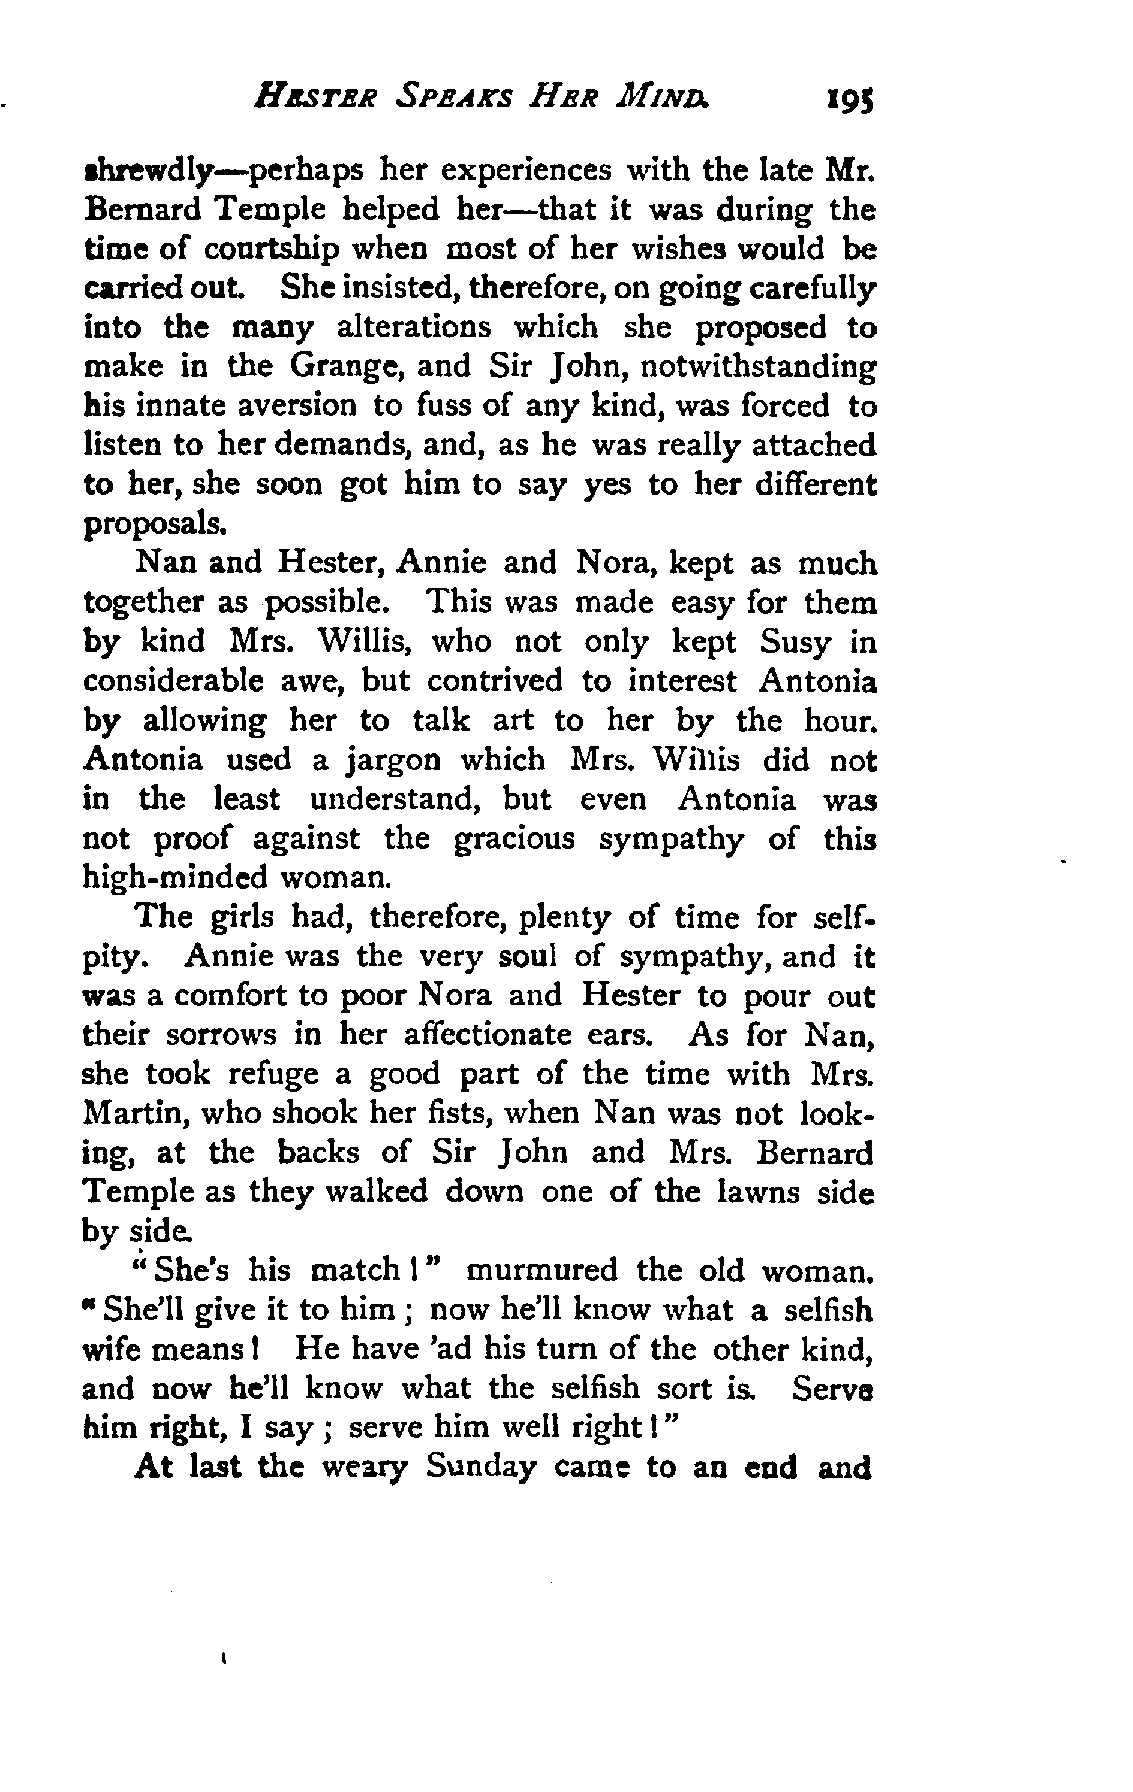 HESTER SPEAKS HER MIND. 195
shrewdly—perhaps her experiences with the late Mr.
Bernard Temple helped her—that it was during the
time of courtship when most of her wishes would be
carried out. She insisted, therefore, on going carefully
into the many alterations which she proposed to
make in the Grange, and Sir John, notwithstanding
his innate aversion to fuss of any kind, was forced to
listen to her demands, and, as he was really attached
to her, she soon got him to say yes to her different
proposals.
Nan and Hester, Annie and Nora, kept as much
together as possible. This was made easy for them
by kind Mrs. Willis, who not only kept Susy in
considerable awe, but contrived to interest Antonia
by allowing her to talk art to her by the hour.
Antonia used a jargon which Mrs. Willis did not
in the least understand, but even Antonia was
not proof against the gracious sympathy of this
high-minded woman.
The girls had, therefore, plenty of time for self-
pity. Annie was the very soul of sympathy, and it
was a comfort to poor Nora and Hester to pour out
their sorrows in her affectionate ears. As for Nan,
she took refuge a good part of the time with Mrs.
Martin, who shook her fists, when Nan was not look-
ing, at the backs of Sir John and Mrs. Bernard
Temple as they walked down one of the lawns side
by side.
"She's his match!" murmured the old woman.
"She'll give it to him; now he'll know what a selfish
wife means! He have 'ad his turn of the other kind,
and now he'll know what the selfish sort is. Serve
him right, I say; serve him well right!"
At last the weary Sunday came to an end and